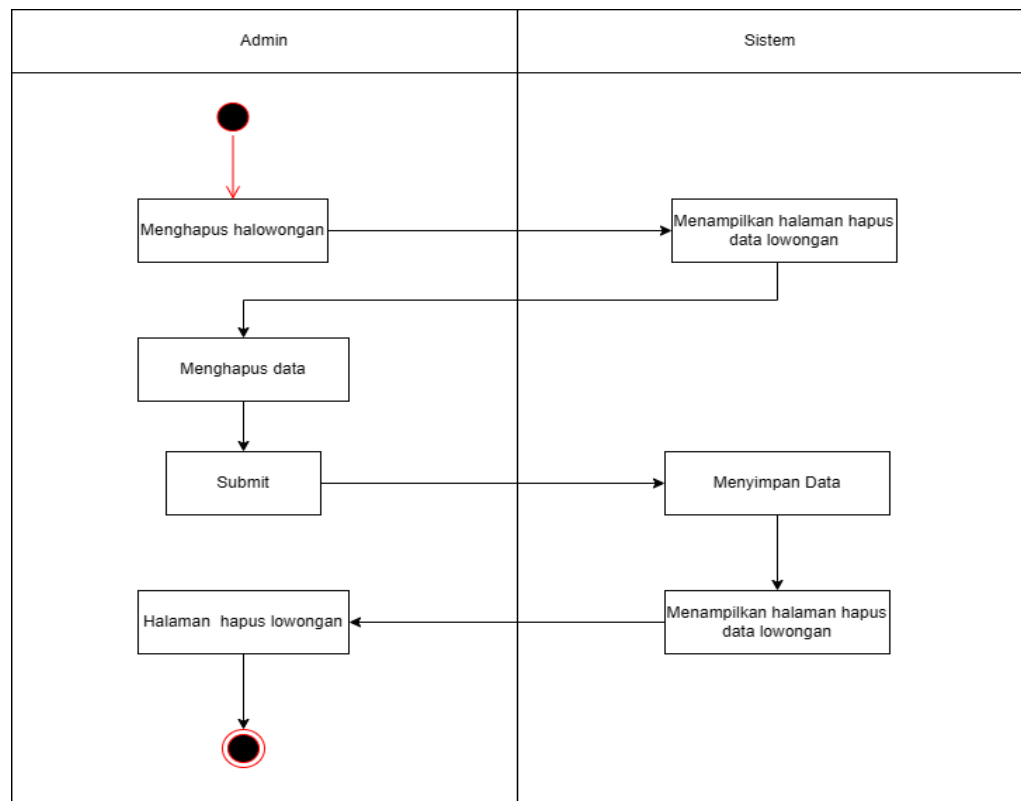 Admin
Sistem
Menghapus halowongan
Menampilkan halaman hapus
data lowongan
Menghapus data
Submit
Menyimpan Data
Halaman hapus lowongan
Menampilkan halaman hapus
data lowongan